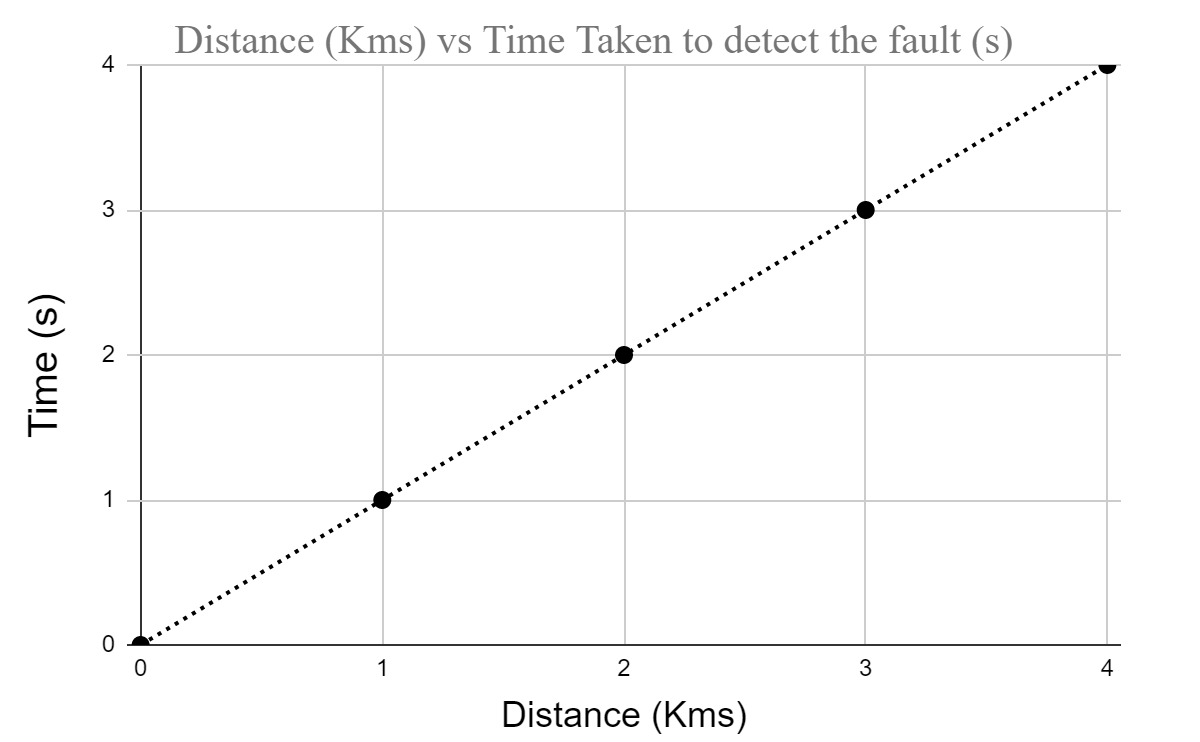 Distance (Kms) vs Time Taken to detect the fault (s)
4
3
2
1
0
Time (s)
0 1 2 3 4
Distance (Kms)